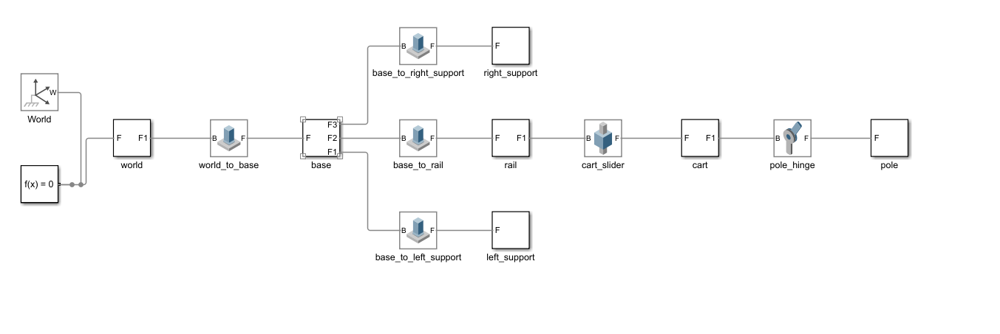 B F F
base_to_right_support right_support
W
World
F F1 B F F F3 F2 F1 B F F F1 B F F F1 B F F
world world_to_base base base_to_rail rail cart_slider cart pole_hinge pole
f(x) = 0
B F F
base_to_left_support left_support